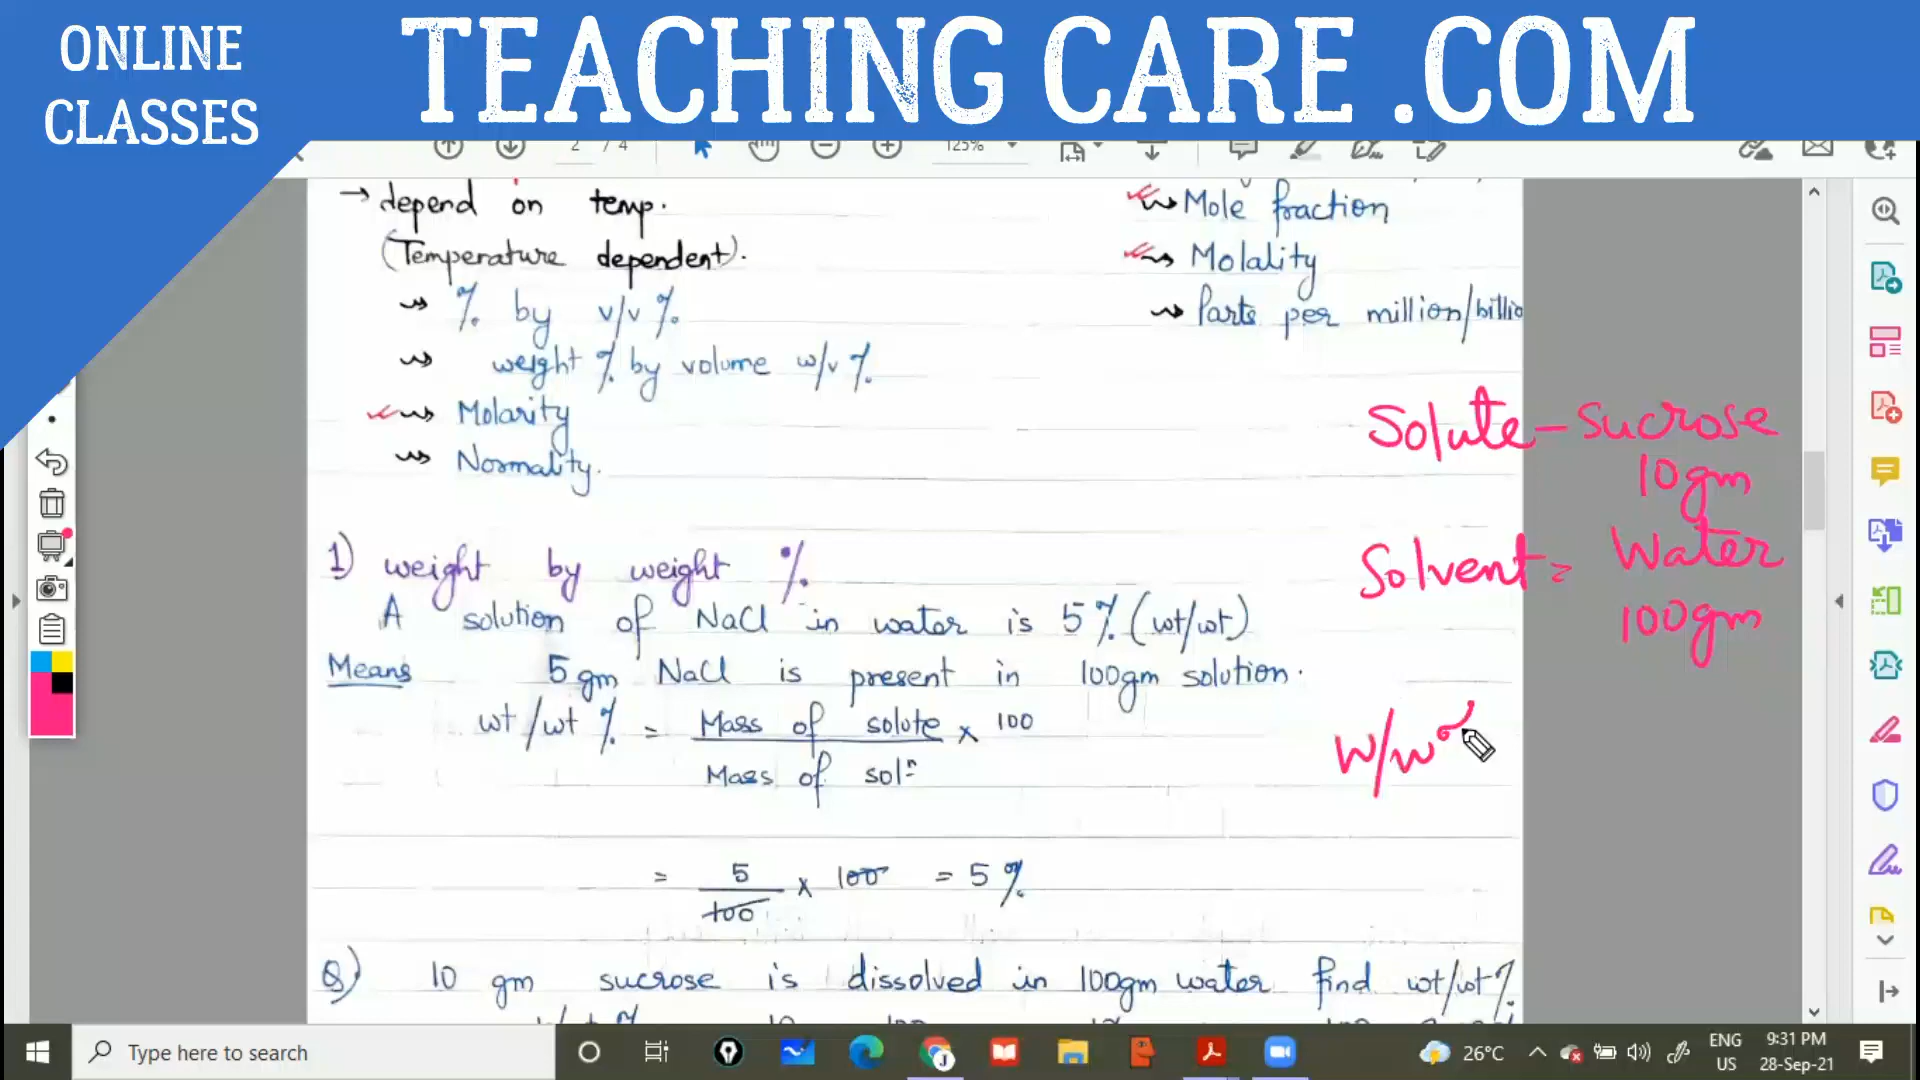 ONLINE
CLASSES
TEACHING CARE .COM
2 / 4
125%
→ depend on temp.
(Temperature dependent).
% by v/v %
weight % by volume w/v %
Molarity
Normality.
Mole fraction
Molality
Parts per million/billio
Solute - Sucrose
10gm
Solvent = Water
100gm
1) weight by weight %
A solution of NaCl in water is 5% (wt/wt)
Means 5gm NaCl is present in 100gm solution.
wt/wt % = Mass of solute × 100
Mass of solⁿ
w/w %
= 5 × 100 = 5 %
100
Q) 10 gm sucrose is dissolved in 100gm water find wt/wt%
Type here to search
26°C
ENG
US
9:31 PM
28-Sep-21